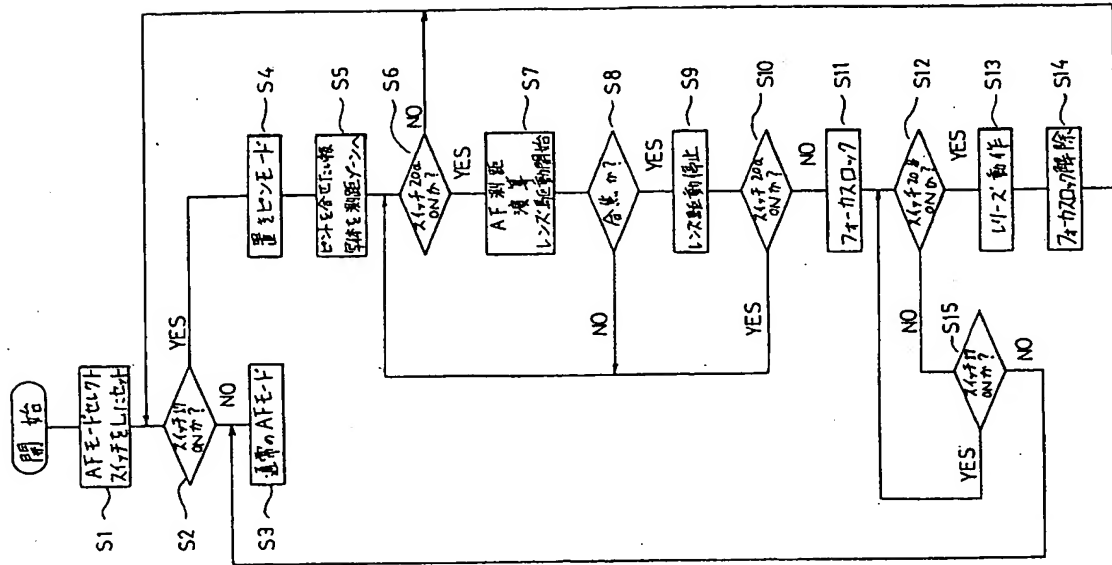 開始
AFモードセレクト
スイッチをLにセット
S1
スイッチ17
ONか?
S2
YES
NO
通常のAFモード
S3
置きピンモード
S4
ピントを合せたい被
写体を測距ゾーンへ
S5
スイッチ20a
ONか?
S6
NO
YES
AF測距
演算
レンズ駆動開始
S7
合焦か?
S8
NO
YES
レンズ駆動停止
S9
スイッチ20a
ONか?
S10
YES
NO
フォーカスロック
S11
スイッチ20b
ONか?
S12
NO
YES
レリーズ動作
S13
フォーカスロック解除
S14
スイッチ17
ONか?
S15
YES
NO